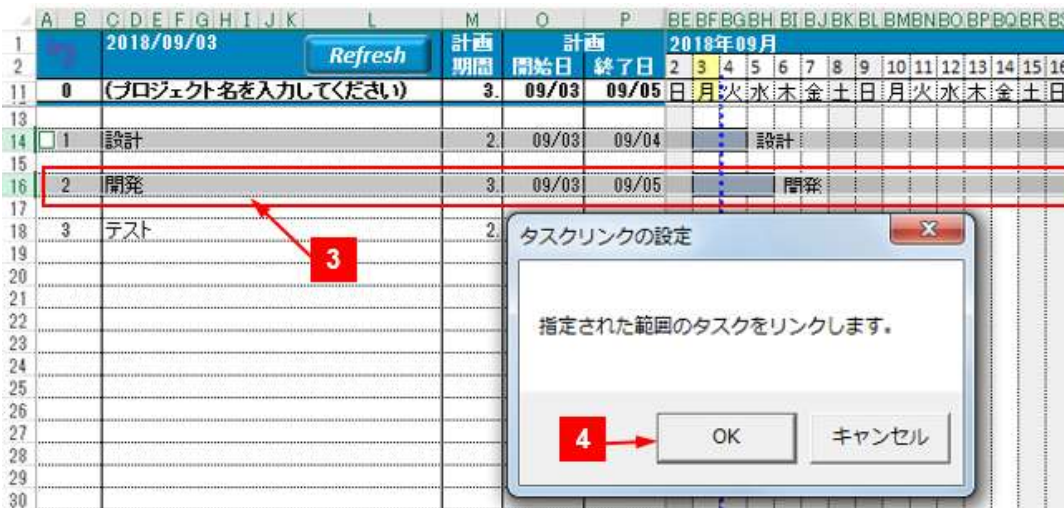 A B C D E F G H I J K L M O P BE BF BG BH BI BJ BK BL BM BN BO BP BQ BR B
1 2018/09/03 Refresh 計画 計画 2018年09月
2 期間 開始日 終了日 2 3 4 5 6 7 8 9 10 11 12 13 14 15 16
11 0 (プロジェクト名を入力してください) 3. 09/03 09/05 日 月 火 水 木 金 土 日 月 火 水 木 金 土 日
13
14 1 設計 2. 09/03 09/04 設計
15
16 2 開発 3. 09/03 09/05 開発
17
18 3 テスト 2.
19
20
21
22
23
24
25
26
27
28
29
30
3
タスクリンクの設定
指定された範囲のタスクをリンクします。
4 OK キャンセル